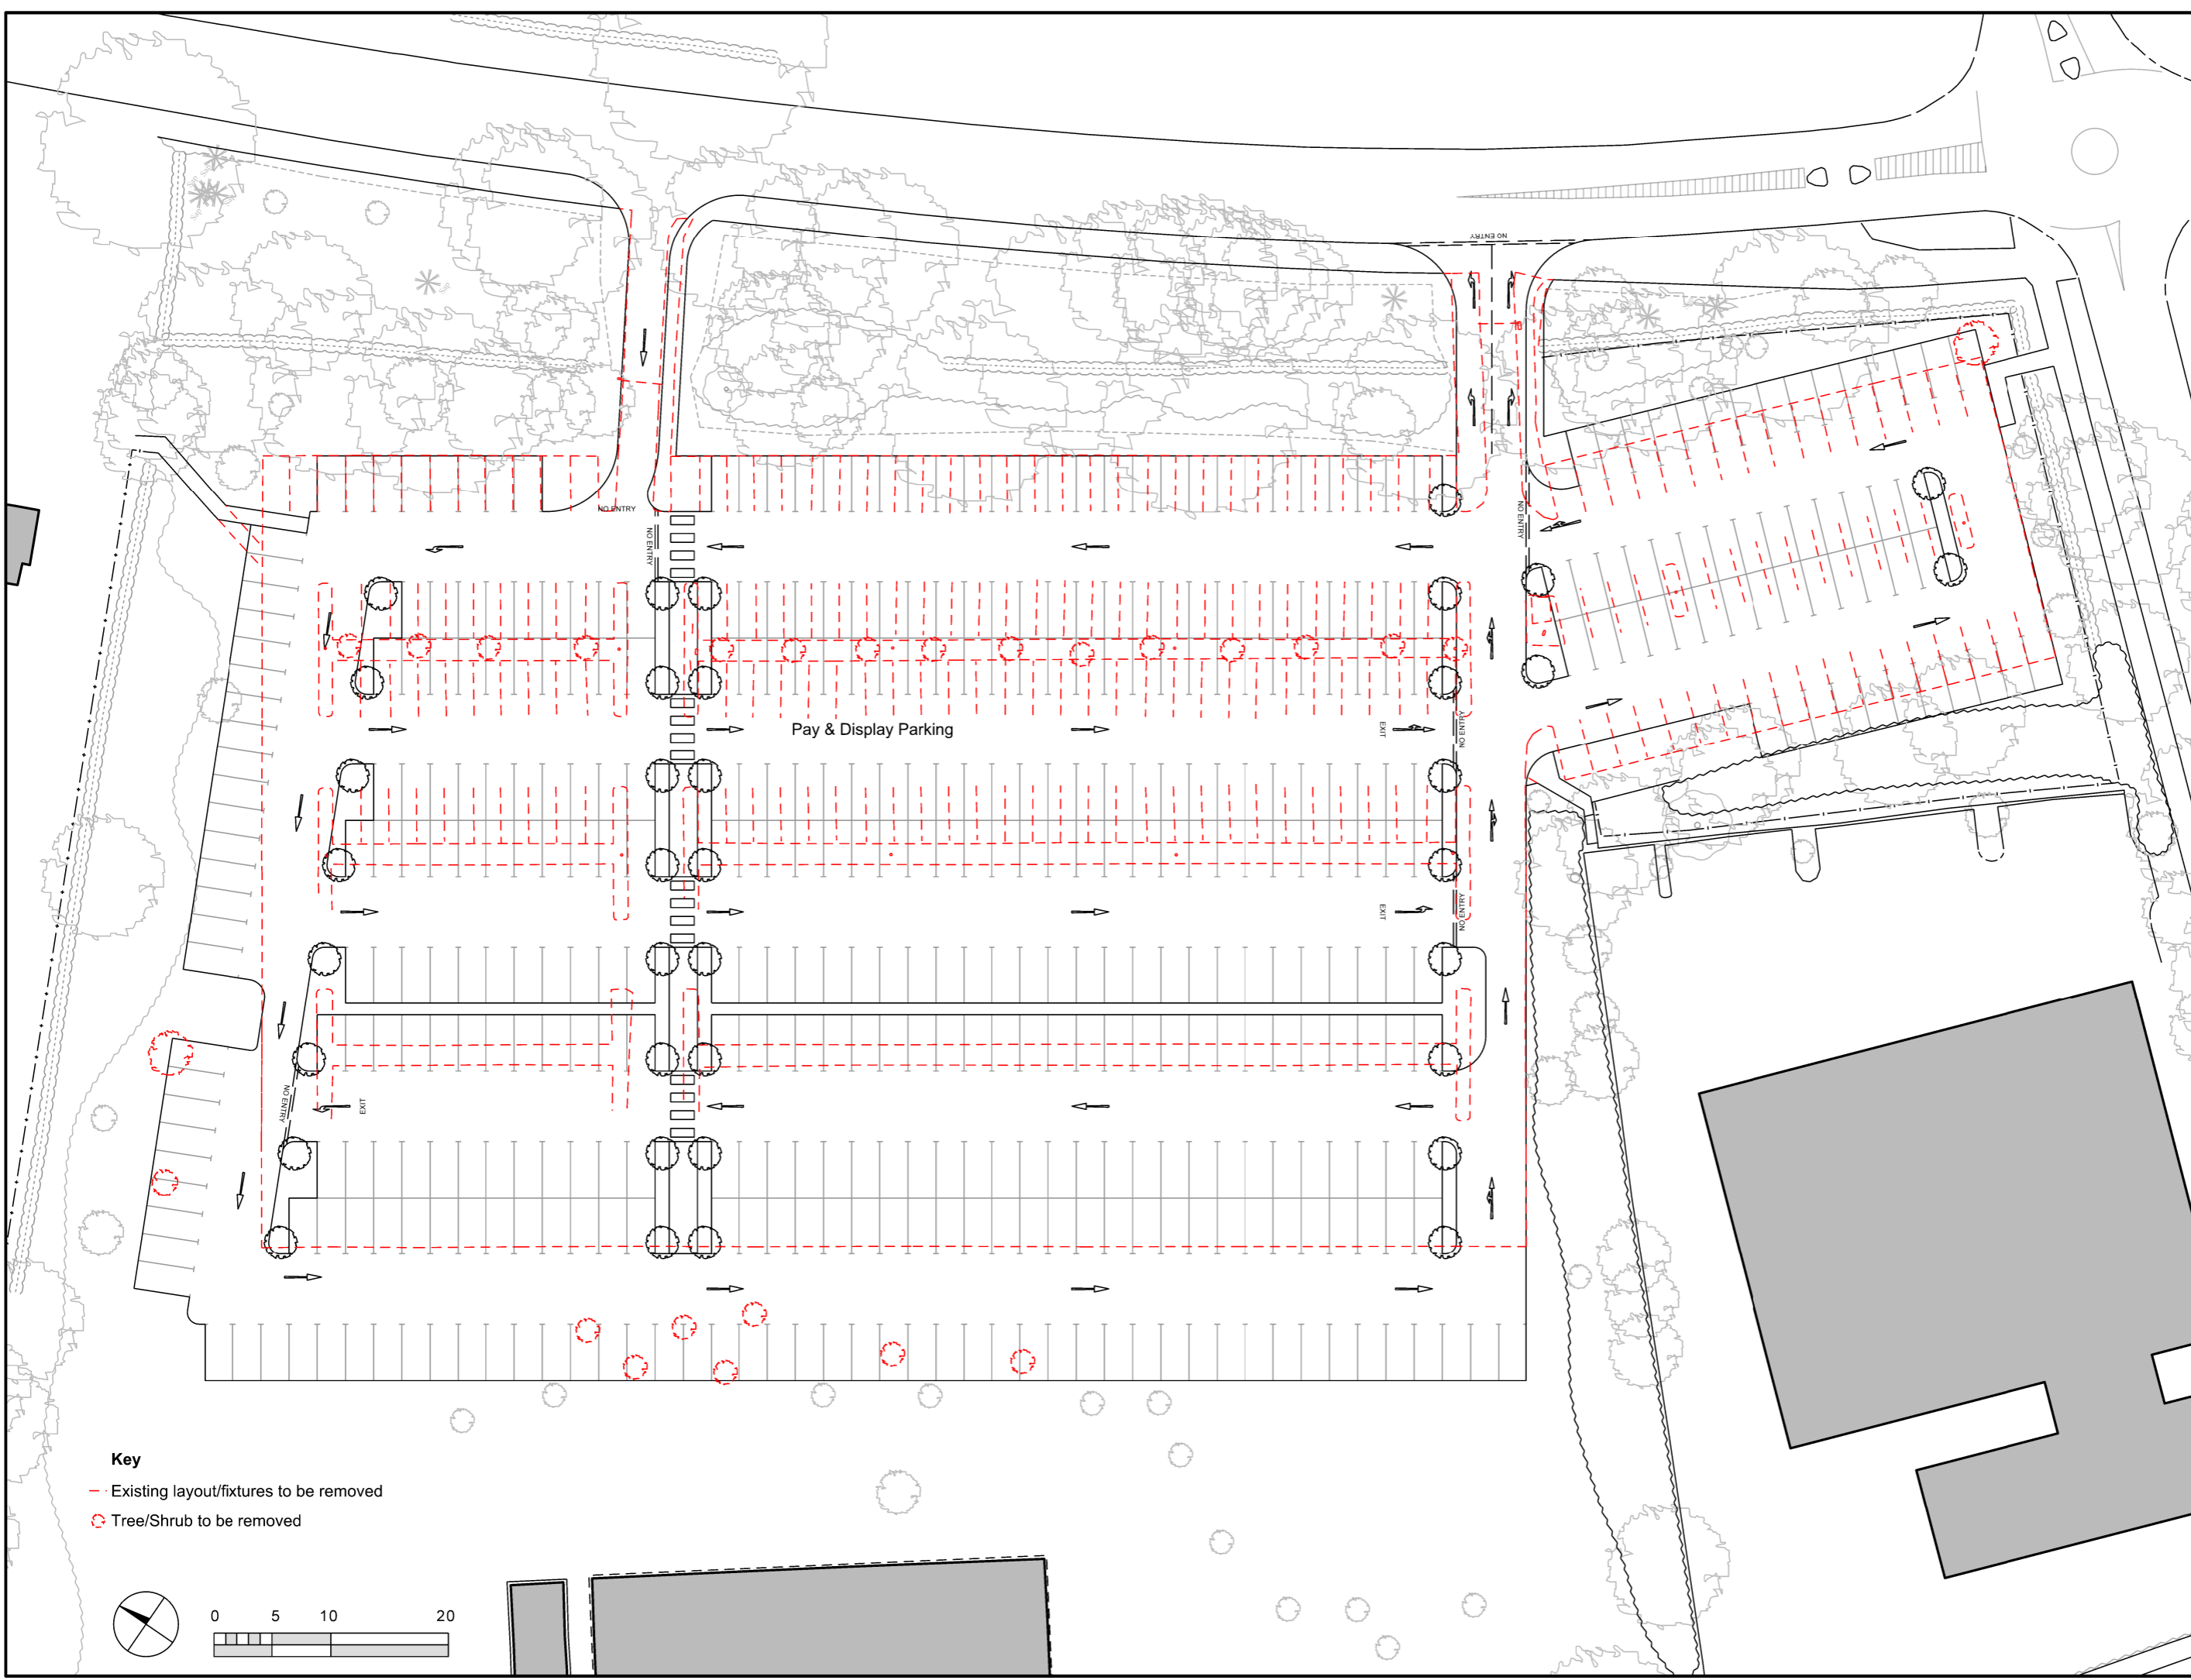 NO ENTRY
NO ENTRY
NO ENTRY
NO ENTRY
Pay & Display Parking
EXIT
NO ENTRY
EXIT
NO ENTRY
NO ENTRY
EXIT
Key
Existing layout/fixtures to be removed
Tree/Shrub to be removed
0 5 10 20